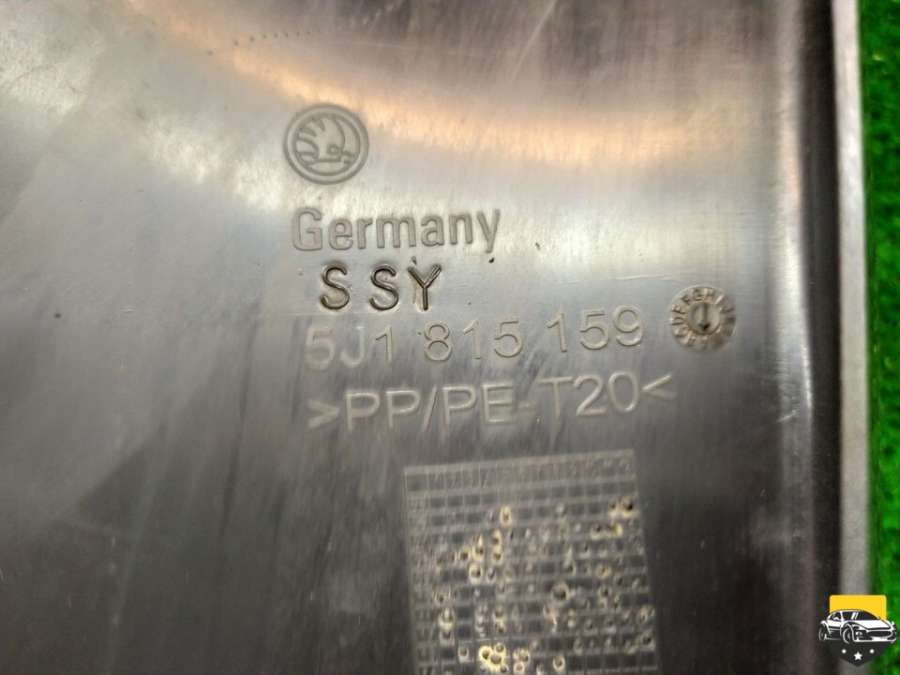 Germany
S SY
5J1 815 159
>PP/PE-T20<